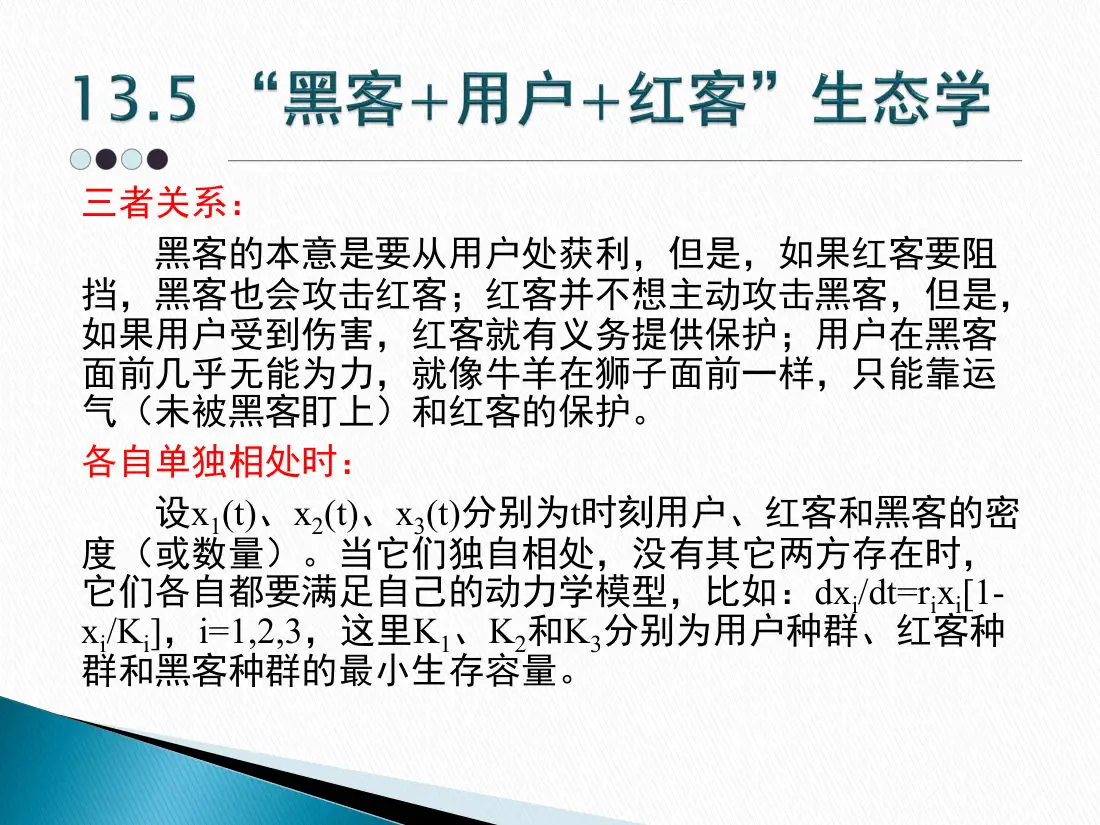 13.5 “黑客+用户+红客”生态学
三者关系：
黑客的本意是要从用户处获利，但是，如果红客要阻
挡，黑客也会攻击红客；红客并不想主动攻击黑客，但是，
如果用户受到伤害，红客就有义务提供保护；用户在黑客
面前几乎无能为力，就像牛羊在狮子面前一样，只能靠运
气（未被黑客盯上）和红客的保护。
各自单独相处时：
设x₁(t)、x₂(t)、x₃(t)分别为t时刻用户、红客和黑客的密
度（或数量）。当它们独自相处，没有其它两方存在时，
它们各自都要满足自己的动力学模型，比如：dxᵢ/dt=rᵢxᵢ[1-
xᵢ/Kᵢ]，i=1,2,3，这里K₁、K₂和K₃分别为用户种群、红客种
群和黑客种群的最小生存容量。